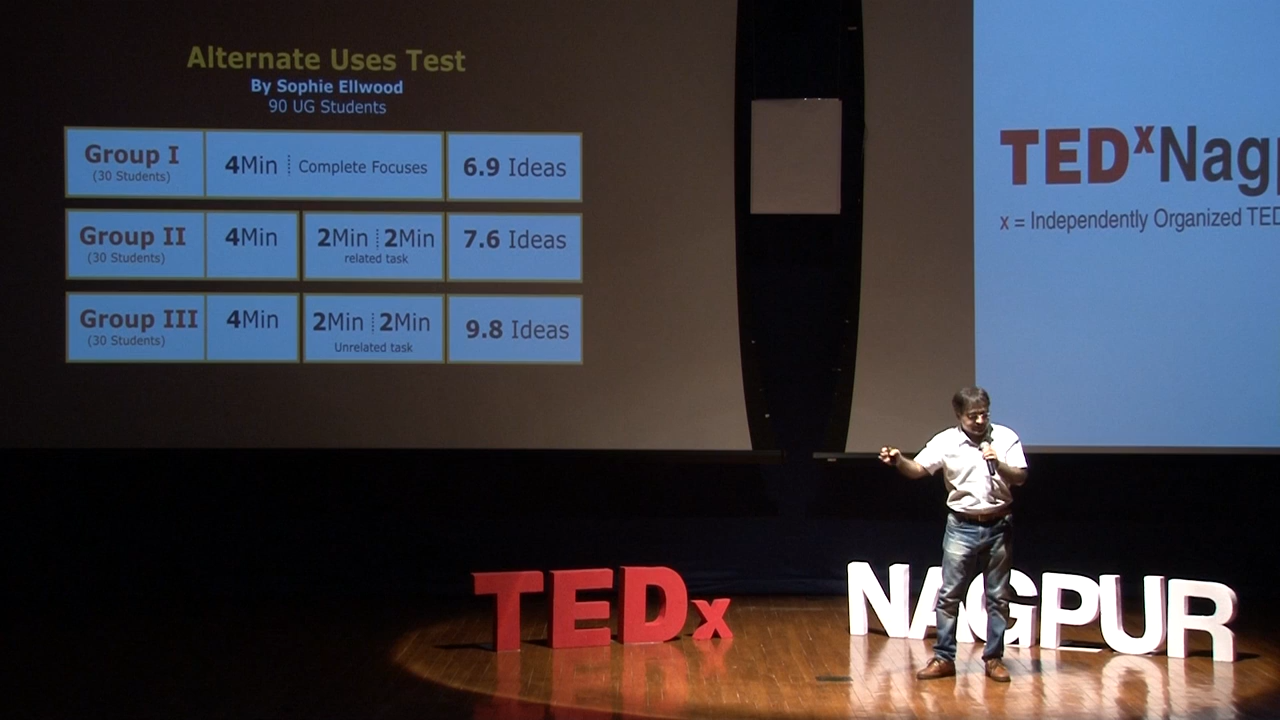 Alternate Uses Test
By Sophie Ellwood
90 UG Students
Group I
(30 Students)
4Min
Complete Focuses
6.9 Ideas
Group II
(30 Students)
4Min
2Min 2Min
related task
7.6 Ideas
Group III
(30 Students)
4Min
2Min 2Min
Unrelated task
9.8 Ideas
TEDxNagp
x = Independently Organized TED
TEDx
NAGPUR